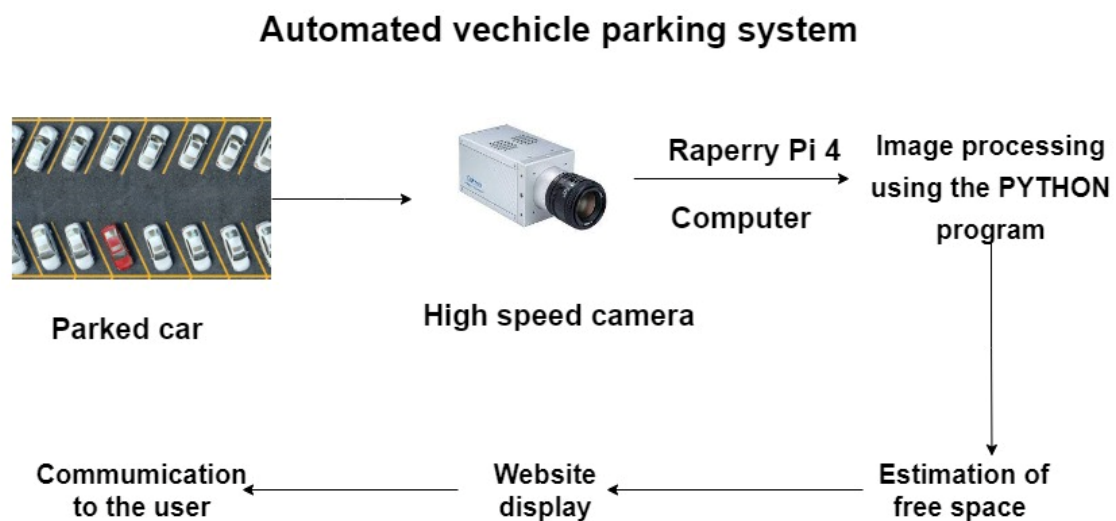 Automated vechicle parking system
Raperry Pi 4
Computer
Image processing
using the PYTHON
program
Parked car
High speed camera
Estimation of
free space
Website
display
Commumication
to the user